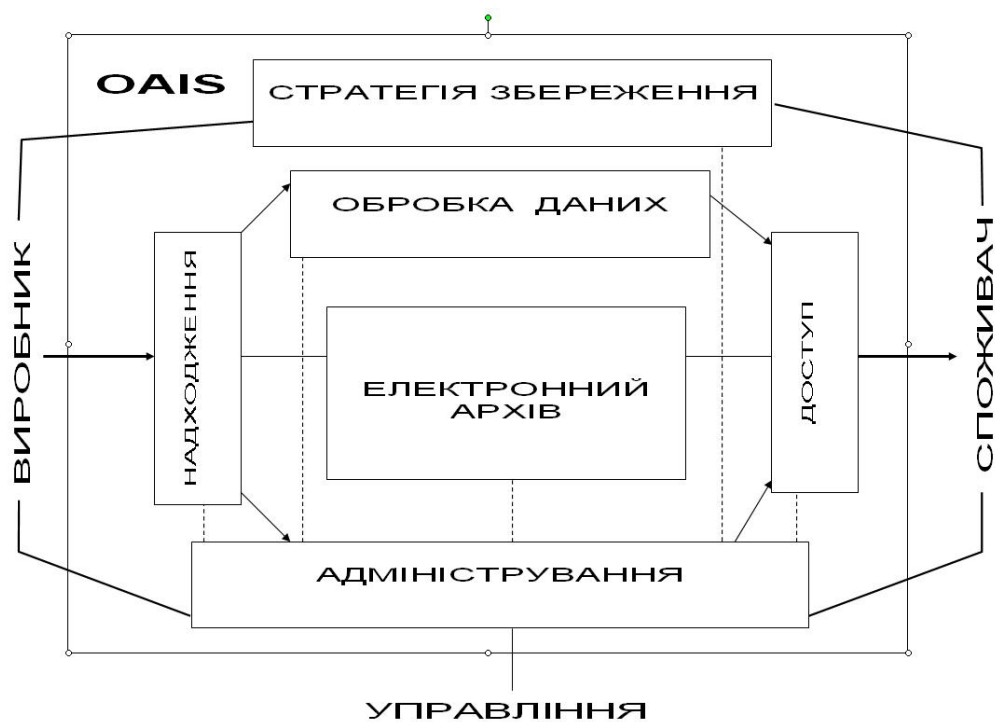 OAIS
СТРАТЕГІЯ ЗБЕРЕЖЕННЯ
ОБРОБКА ДАНИХ
ВИРОБНИК
НАДХОДЖЕННЯ
ЕЛЕКТРОННИЙ
АРХІВ
ДОСТУП
СПОЖИВАЧ
АДМІНІСТРУВАННЯ
УПРАВЛІННЯ